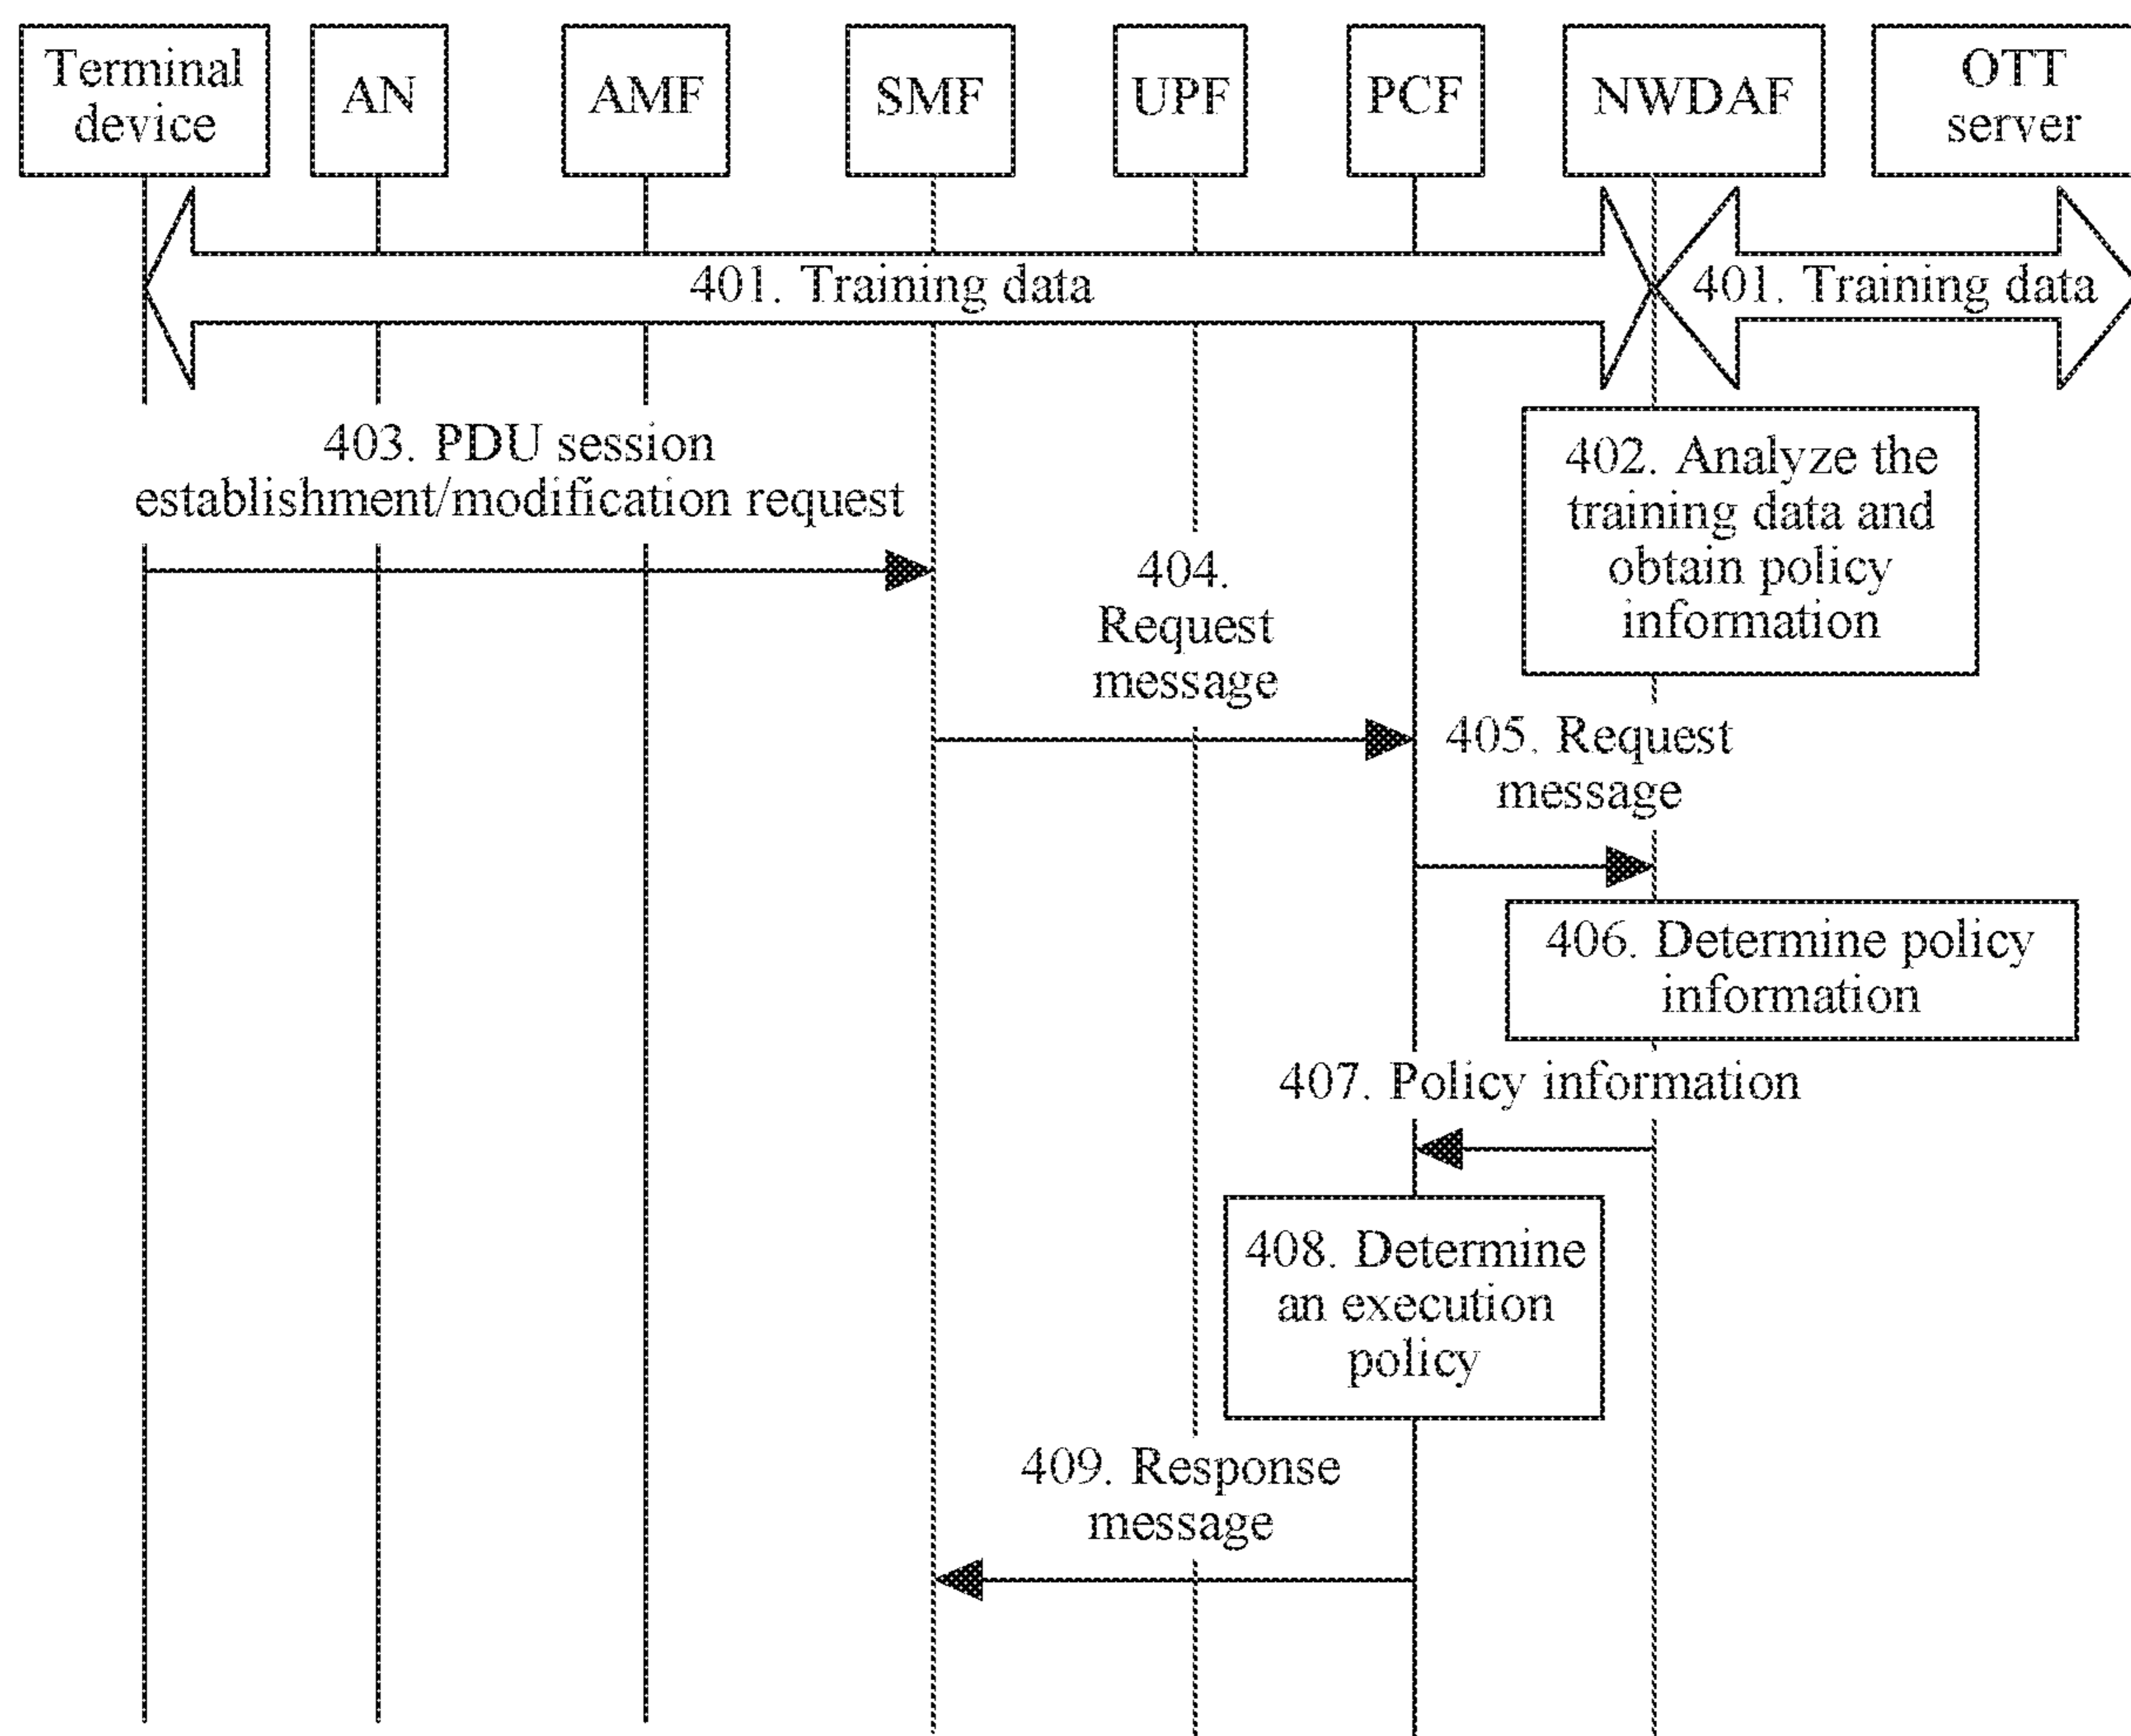 Terminal
device
AN
AMF
SMF
UPF
PCF
NWDAF
OTT
server
401. Training data
401. Training data
403. PDU session
establishment/modification request
402. Analyze the
training data and
obtain policy
information
404.
Request
message
405. Request
message
406. Determine policy
information
407. Policy information
408. Determine
an execution
policy
409. Response
message